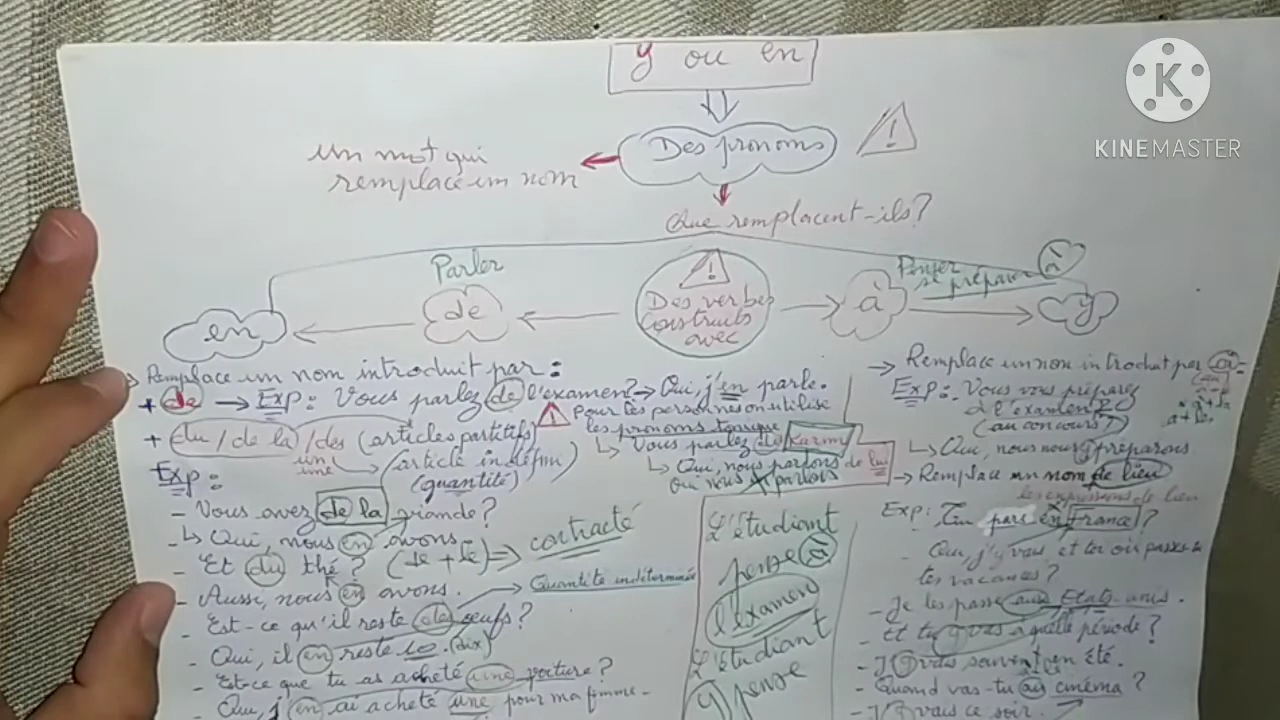 y ou en
K
KINEMASTER
Des pronoms
un mot qui
remplace un nom
Que remplacent-ils?
Parler
Penser
se préparer
à
en
de
Des verbes
construits
avec
à
y
Remplace un nom introduit par :
+ de → Exp: Vous parlez de l'examen? → Oui, j'en parle.
Pour les personnes on utilise
les pronoms tonique
+ du / de la / des (articles partitifs)
un
une
(article indéfini)
(quantité)
Vous parlez de Karim
Oui, nous parlons de lui
Exp:
- Vous avez de la viande?
Oui, nous en avons.
- Et du thé? (de + le) ⇒ contracté
- Aussi, nous en avons.
Quantité indéterminée
- Est-ce qu'il reste des oeufs?
Oui, il en reste 10. (dix)
- Est-ce que tu as acheté une voiture?
- Oui, j'en ai acheté une pour ma femme.
L'étudiant
pense à
l'examen
L'étudiant
y pense
→ Remplace un nom introduit par à
Exp: Vous vous préparez
à l'examen?
(au concours?)
Oui, nous nous y préparons.
→ Remplace un nom de lieu
les expressions de lieu
Exp: Tu pars en France?
- Oui, j'y vais, et toi où passes-tu
tes vacances?
- Je les passe aux Etats-unis.
- Et tu y vas à quelle période?
- J'y vais souvent en été.
- Quand vas-tu au cinéma?
- J'y vais ce soir.